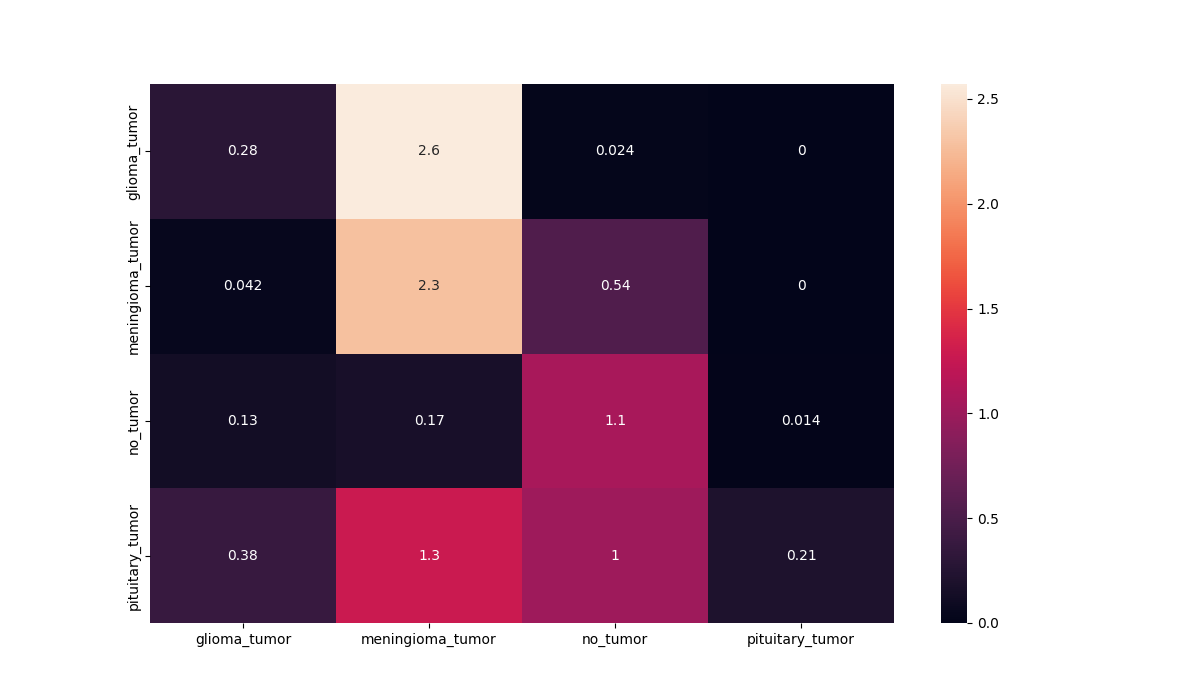 glioma_tumor 0.28 2.6 0.024 0
meningioma_tumor 0.042 2.3 0.54 0
no_tumor 0.13 0.17 1.1 0.014
pituitary_tumor 0.38 1.3 1 0.21
glioma_tumor meningioma_tumor no_tumor pituitary_tumor
2.5
2.0
1.5
1.0
0.5
0.0